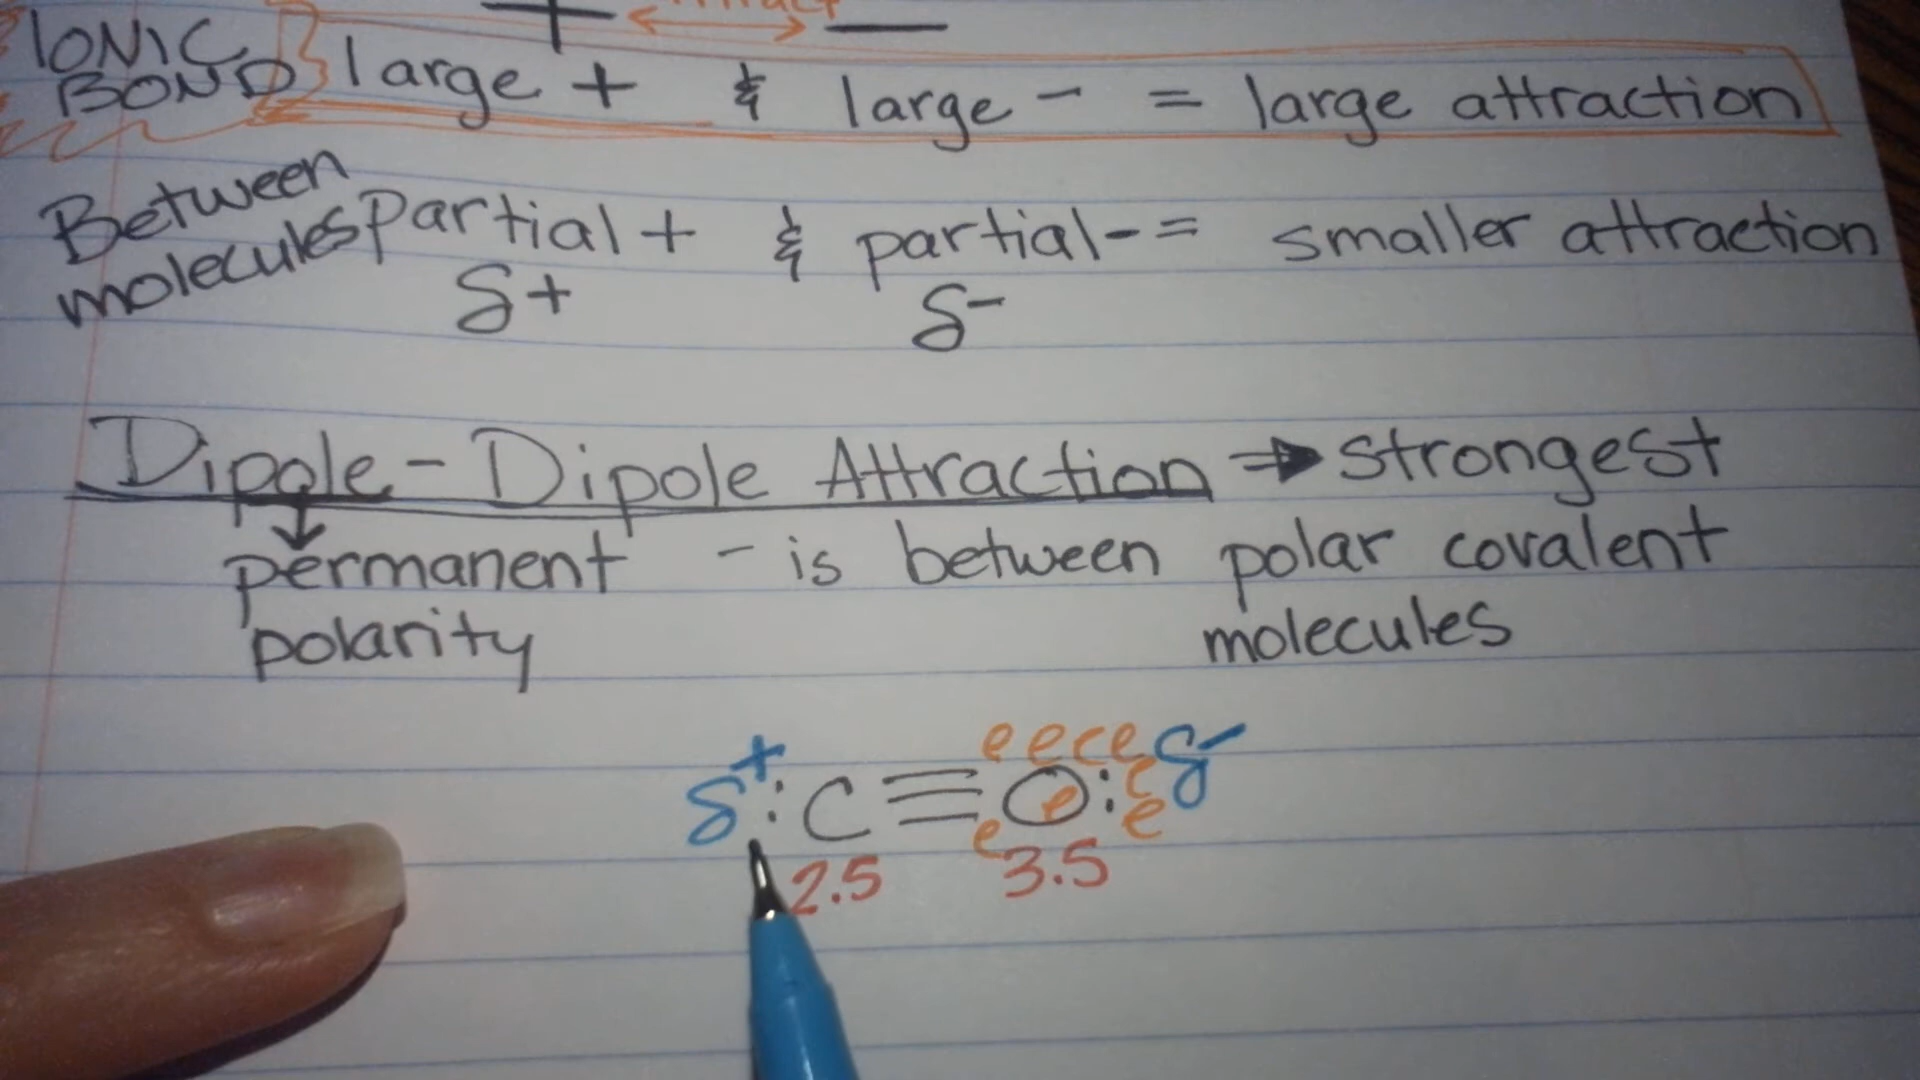 + attract −
IONIC BOND large + & large - = large attraction
Between molecules Partial + & partial - = smaller attraction
δ+ δ-
Dipole-Dipole Attraction → strongest
permanent - is between polar covalent
polarity molecules
e e e e
δ+ :C≡O: δ-
e e e e
2.5 3.5